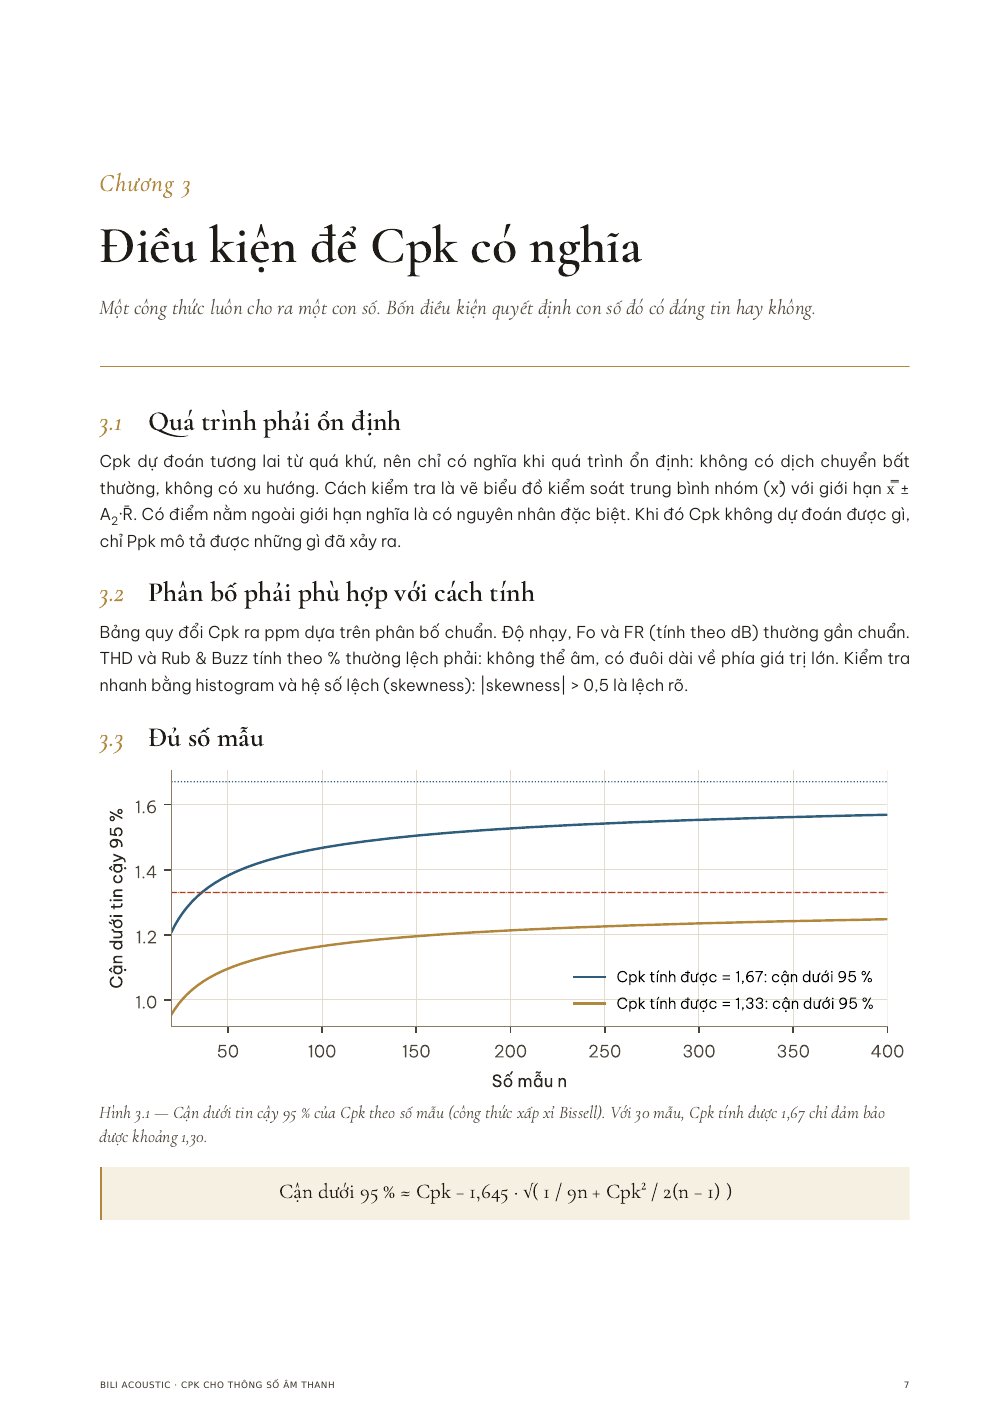 Chương 3
Điều kiện để Cpk có nghĩa
Một công thức luôn cho ra một con số. Bốn điều kiện quyết định con số đó có đáng tin hay không.
3.1 Quá trình phải ổn định
Cpk dự đoán tương lai từ quá khứ, nên chỉ có nghĩa khi quá trình ổn định: không có dịch chuyển bất
thường, không có xu hướng. Cách kiểm tra là vẽ biểu đồ kiểm soát trung bình nhóm (x̄) với giới hạn x̿ ±
A₂·R̄. Có điểm nằm ngoài giới hạn nghĩa là có nguyên nhân đặc biệt. Khi đó Cpk không dự đoán được gì,
chỉ Ppk mô tả được những gì đã xảy ra.
3.2 Phân bố phải phù hợp với cách tính
Bảng quy đổi Cpk ra ppm dựa trên phân bố chuẩn. Độ nhạy, Fo và FR (tính theo dB) thường gần chuẩn.
THD và Rub & Buzz tính theo % thường lệch phải: không thể âm, có đuôi dài về phía giá trị lớn. Kiểm tra
nhanh bằng histogram và hệ số lệch (skewness): |skewness| > 0,5 là lệch rõ.
3.3 Đủ số mẫu
Cận dưới tin cậy 95 %
1.6
1.4
1.2
1.0
Cpk tính được = 1,67: cận dưới 95 %
Cpk tính được = 1,33: cận dưới 95 %
50 100 150 200 250 300 350 400
Số mẫu n
Hình 3.1 — Cận dưới tin cậy 95 % của Cpk theo số mẫu (công thức xấp xỉ Bissell). Với 30 mẫu, Cpk tính được 1,67 chỉ đảm bảo
được khoảng 1,30.
Cận dưới 95 % ≈ Cpk − 1,645 · √( 1 / 9n + Cpk² / 2(n − 1) )
BILI ACOUSTIC · CPK CHO THÔNG SỐ ÂM THANH 7